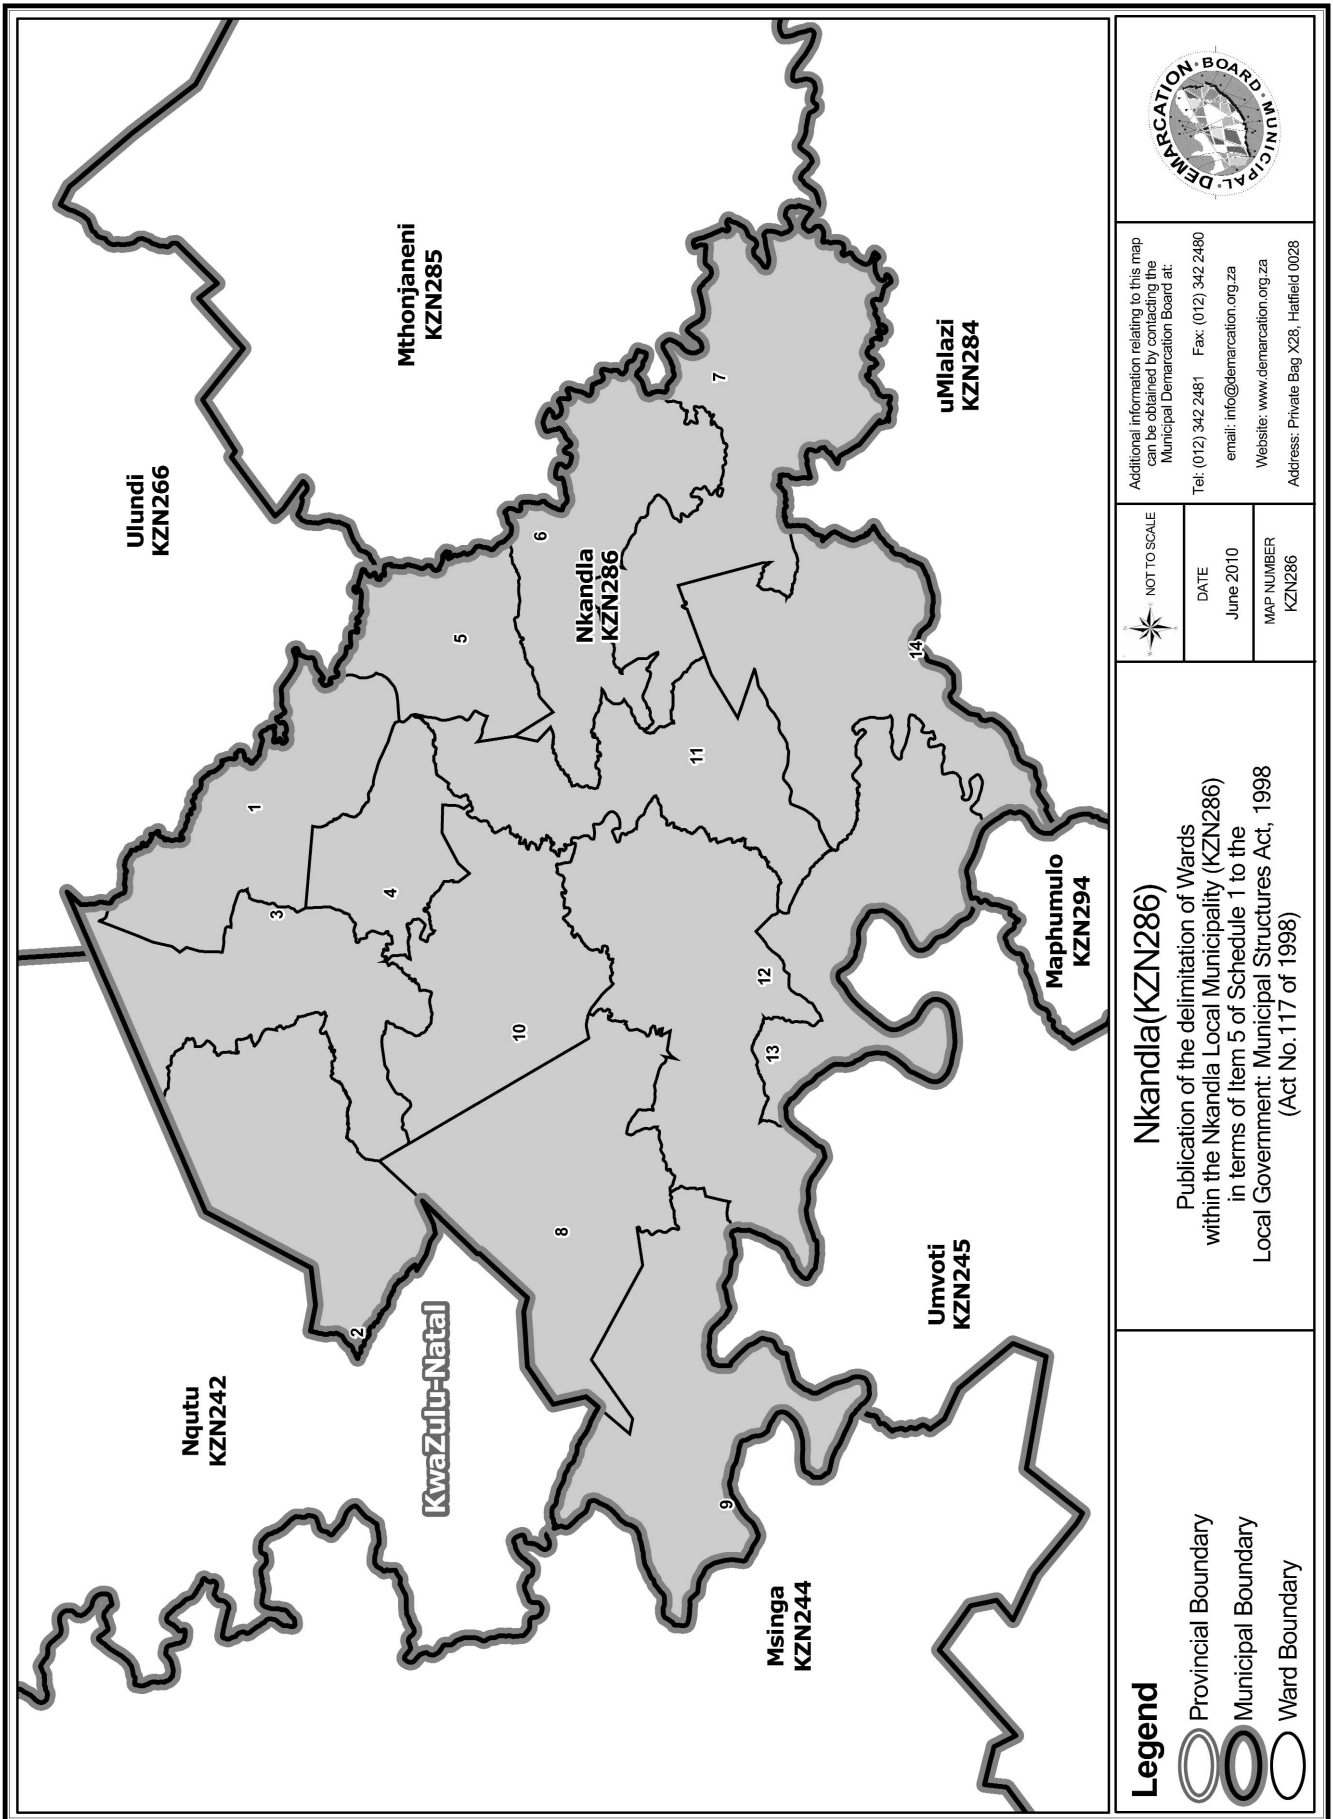 Ulundi
KZN266
Nqutu
KZN242
Mthonjaneni
KZN285
KwaZulu-Natal
Nkandla
KZN286
Msinga
KZN244
Umvoti
KZN245
uMlalazi
KZN284
Maphumulo
KZN294
1
2
3
4
5
6
7
8
9
10
11
12
13
14
Legend
Provincial Boundary
Municipal Boundary
Ward Boundary
Nkandla(KZN286)
Publication of the delimitation of Wards
within the Nkandla Local Municipality (KZN286)
in terms of Item 5 of Schedule 1 to the
Local Government: Municipal Structures Act, 1998
(Act No.117 of 1998)
NOT TO SCALE
DATE
June 2010
MAP NUMBER
KZN286
Additional information relating to this map
can be obtained by contacting the
Municipal Demarcation Board at:
Tel: (012) 342 2481 Fax: (012) 342 2480
email: info@demarcation.org.za
Website: www.demarcation.org.za
Address: Private Bag X28, Hatfield 0028
MUNICIPAL DEMARCATION BOARD